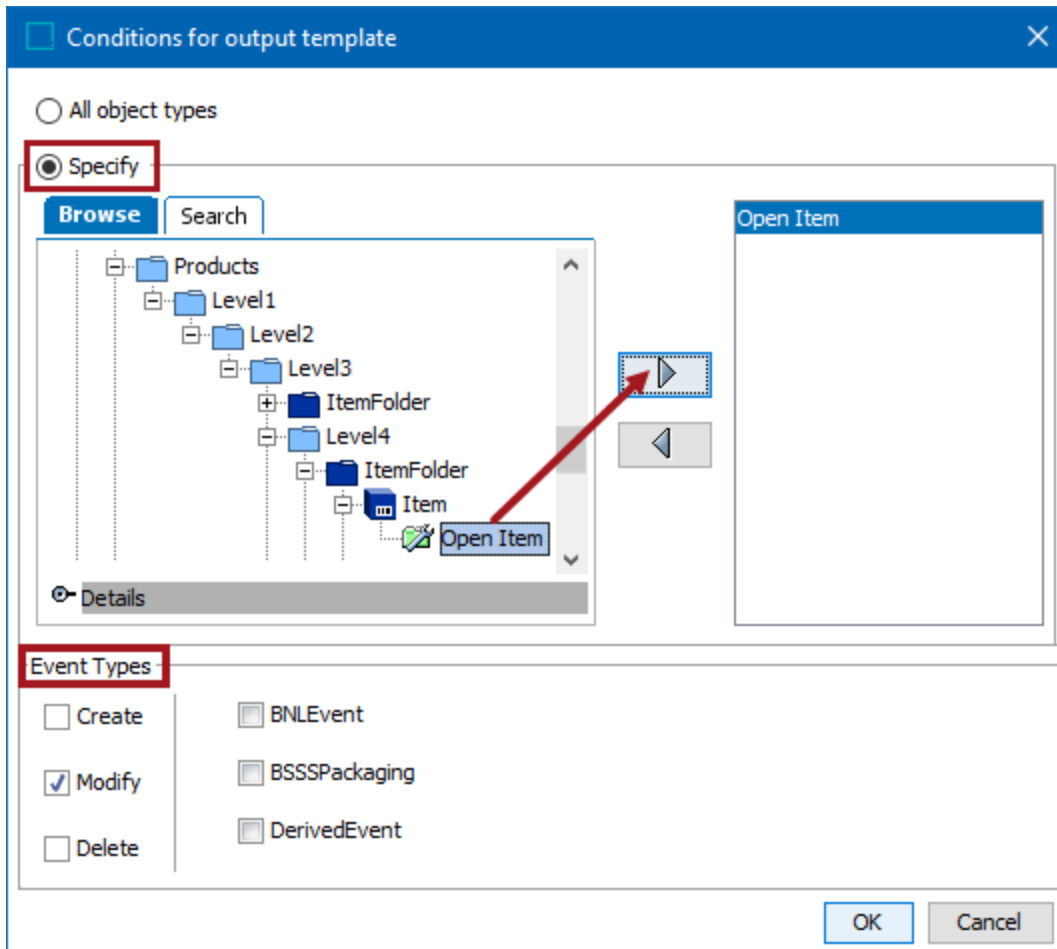 Conditions for output template
All object types
Specify
Browse
Search
Open Item
Products
Level1
Level2
Level3
ItemFolder
Level4
ItemFolder
Item
Open Item
Details
Event Types
Create
BNLEvent
Modify
BSSSPackaging
Delete
DerivedEvent
OK
Cancel